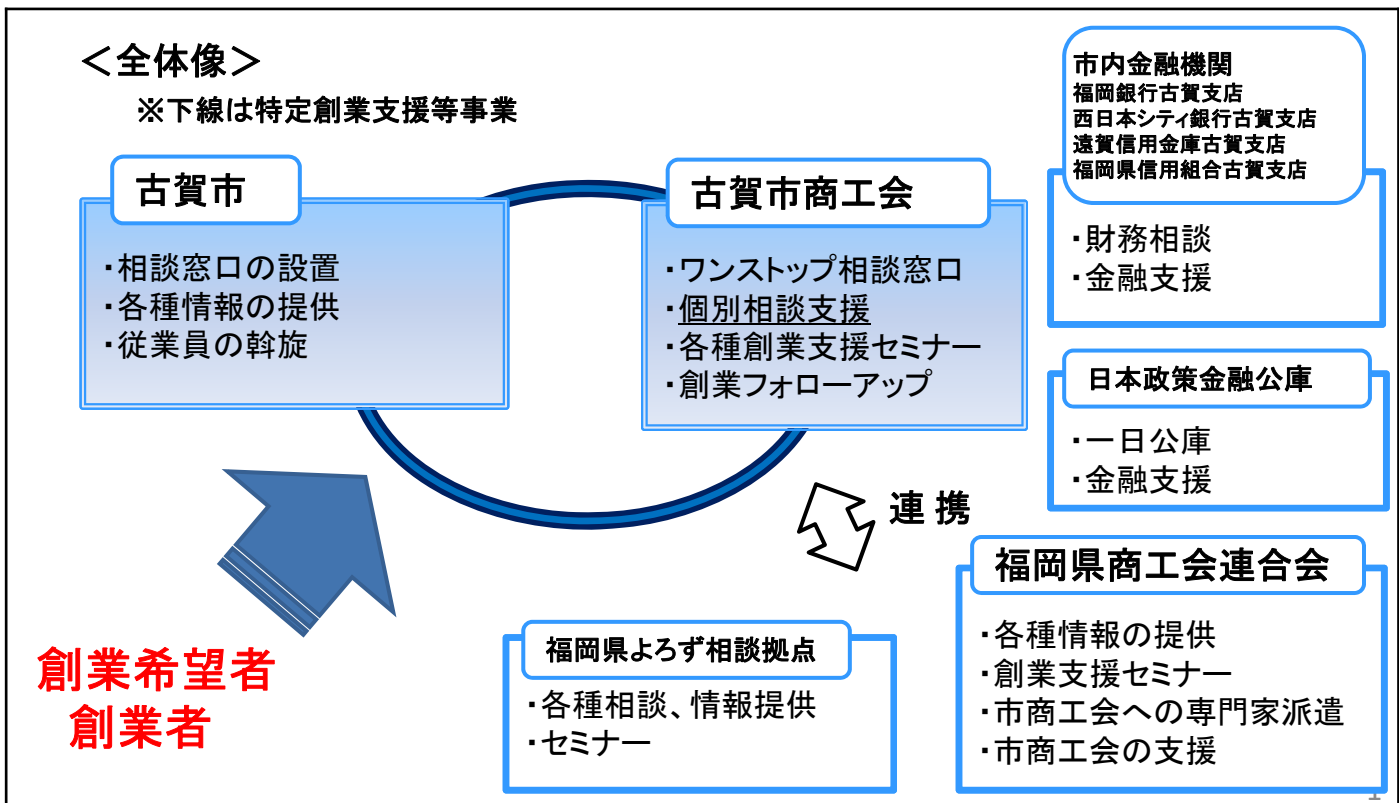 <全体像>
※下線は特定創業支援等事業
古賀市
・相談窓口の設置
・各種情報の提供
・従業員の斡旋
古賀市商工会
・ワンストップ相談窓口
・個別相談支援
・各種創業支援セミナー
・創業フォローアップ
市内金融機関
福岡銀行古賀支店
西日本シティ銀行古賀支店
遠賀信用金庫古賀支店
福岡県信用組合古賀支店
・財務相談
・金融支援
日本政策金融公庫
・一日公庫
・金融支援
連携
創業希望者
創業者
福岡県よろず相談拠点
・各種相談、情報提供
・セミナー
福岡県商工会連合会
・各種情報の提供
・創業支援セミナー
・市商工会への専門家派遣
・市商工会の支援
1